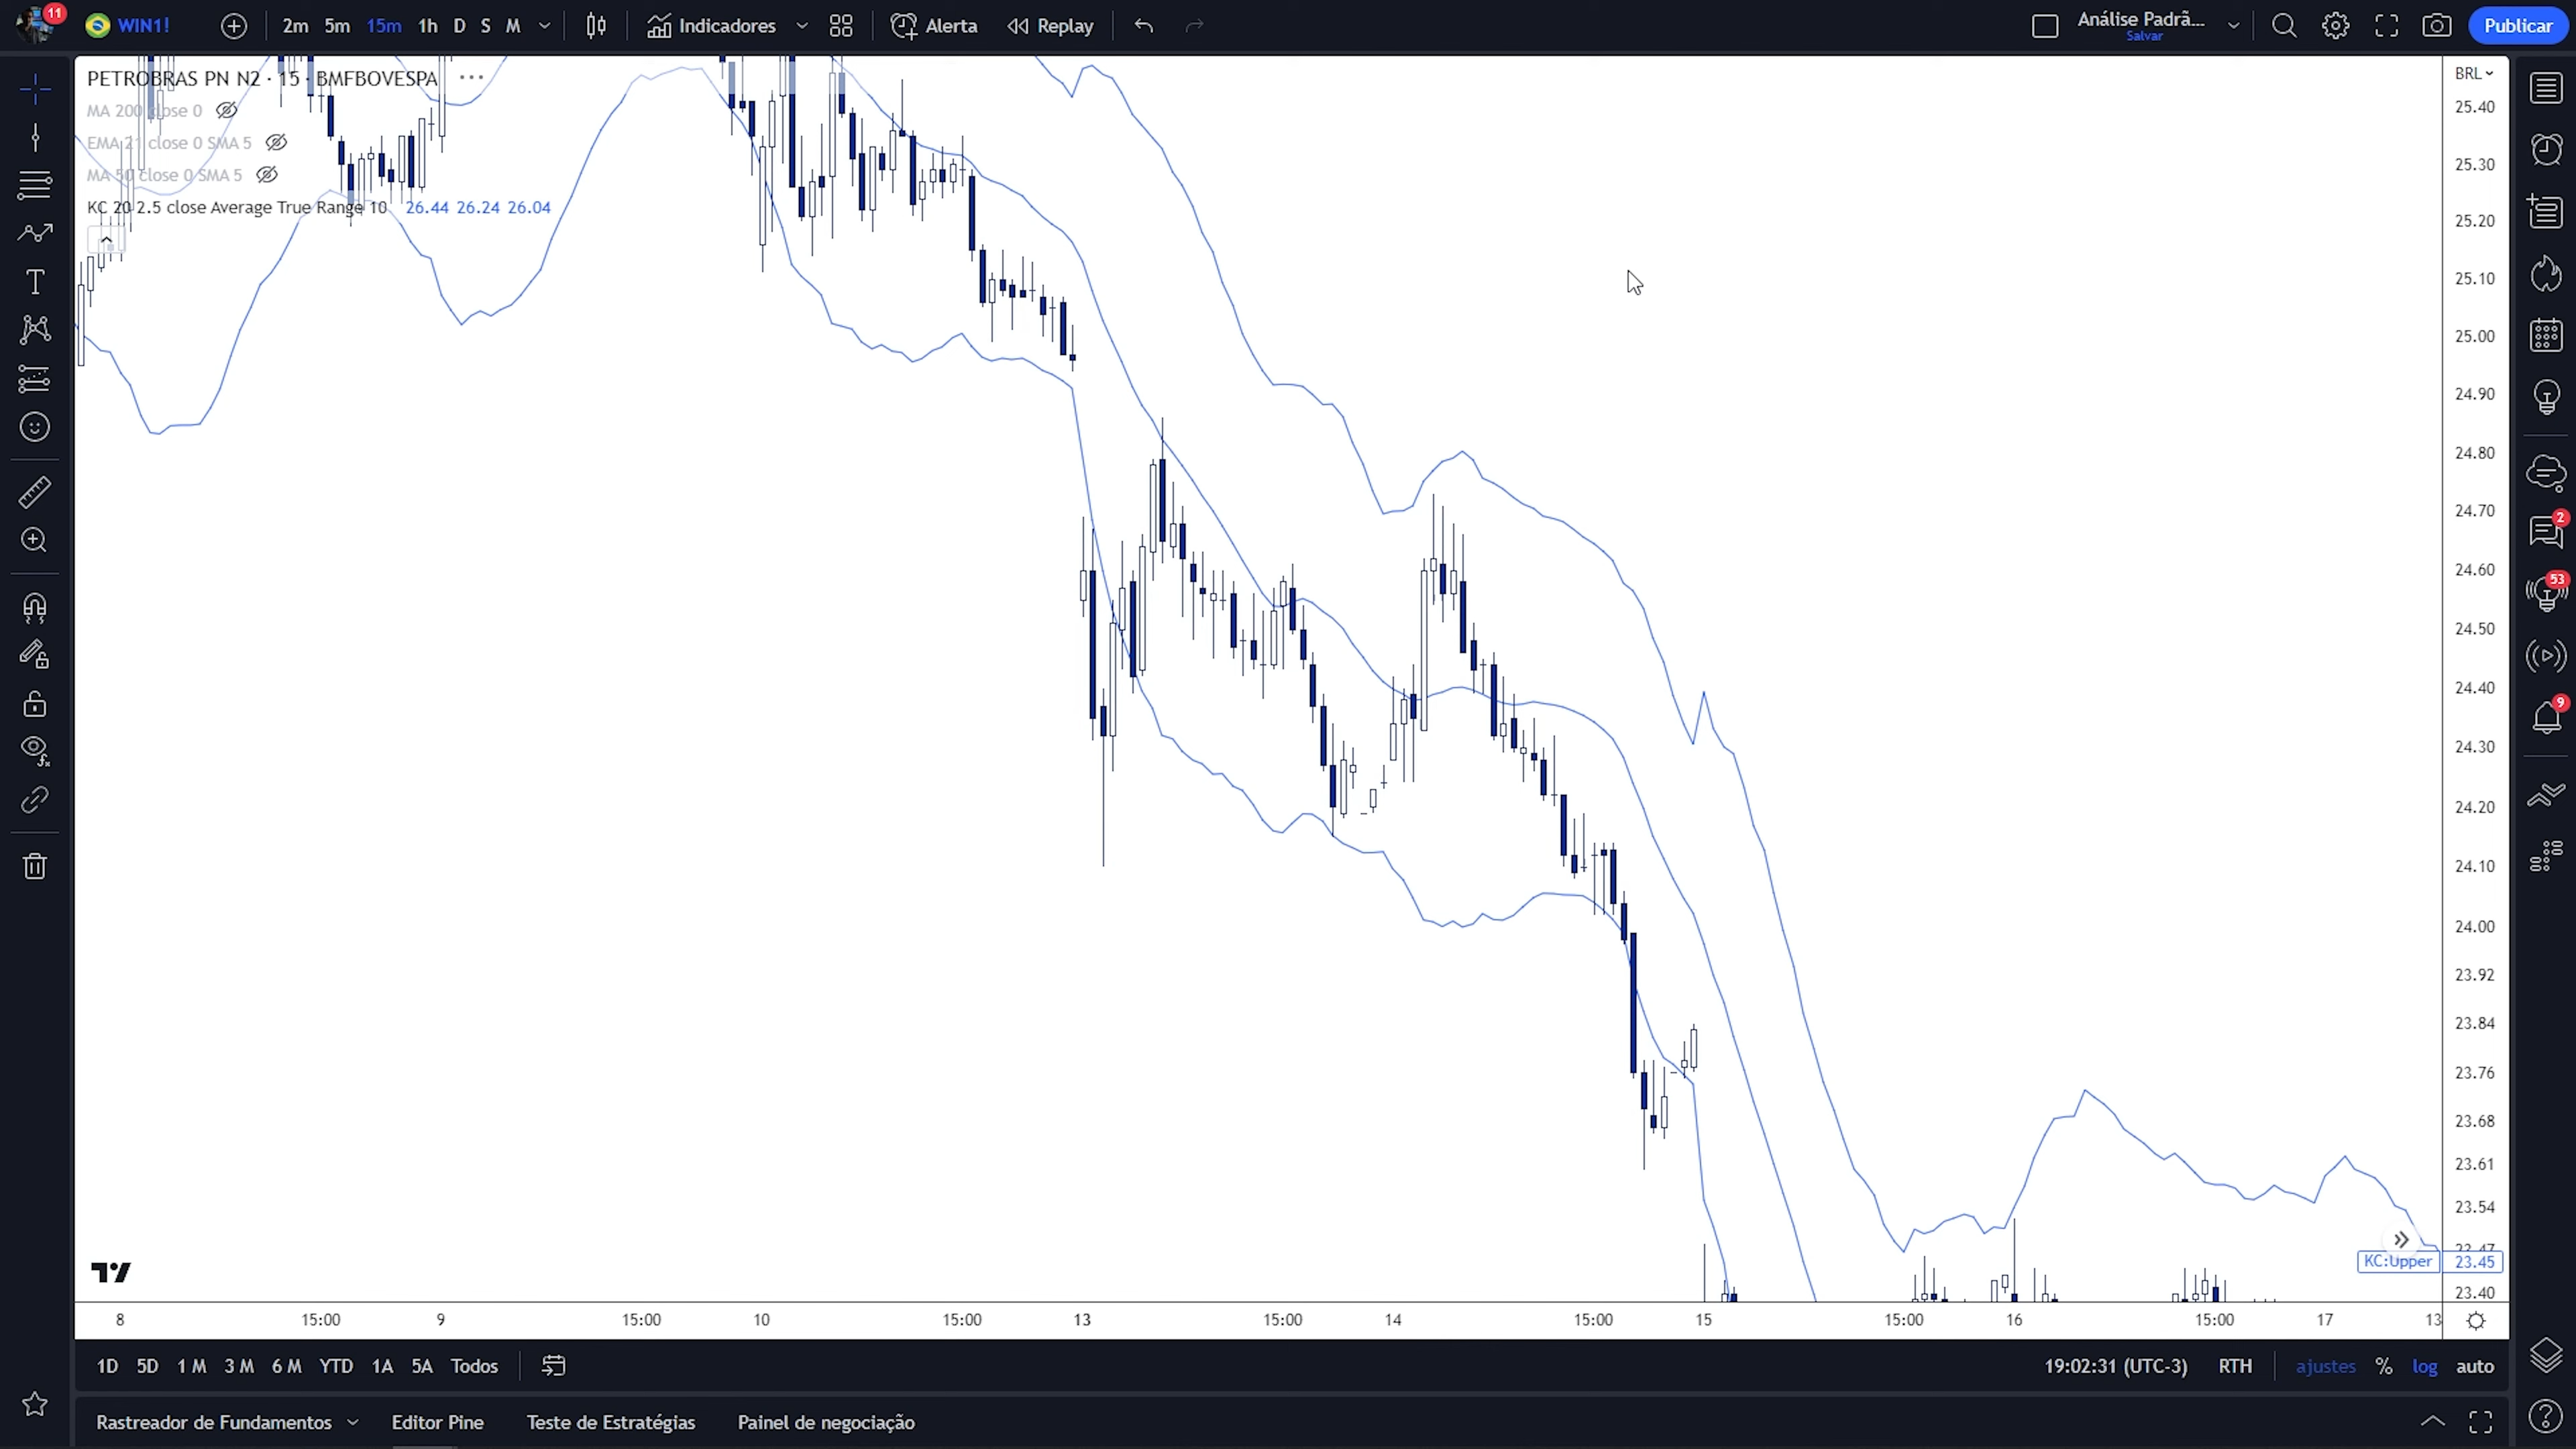 11
WIN1!
2m 5m 15m 1h D S M
Indicadores
Alerta
Replay
Análise Padrã...
Salvar
Publicar
PETROBRAS PN N2 · 15 · BMFBOVESPA
MA 200 close 0
EMA 21 close 0 SMA 5
MA 50 close 0 SMA 5
KC 20 2.5 close Average True Range 10 26.44 26.24 26.04
BRL
25.40
25.30
25.20
25.10
25.00
24.90
24.80
24.70
24.60
24.50
24.40
24.30
24.20
24.10
24.00
23.92
23.84
23.76
23.68
23.61
23.54
23.47
KC:Upper 23.45
23.40
2
53
9
8 15:00 9 15:00 10 15:00 13 15:00 14 15:00 15 15:00 16 15:00 17 13
1D 5D 1 M 3 M 6 M YTD 1A 5A Todos
19:02:31 (UTC-3) RTH ajustes % log auto
Rastreador de Fundamentos Editor Pine Teste de Estratégias Painel de negociação